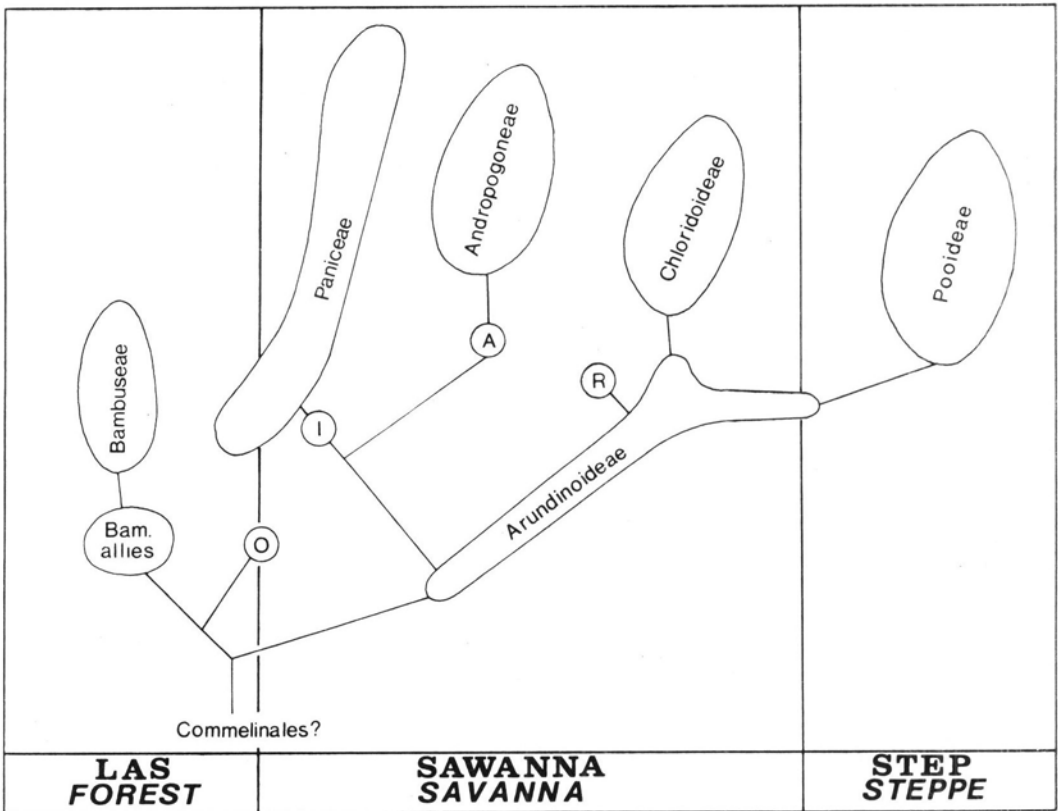 Paniceae
Andropogoneae
Chloridoideae
Pooideae
Bambuseae
A
R
I
Arundinoideae
Bam.
allies
O
Commelinales?
LAS
FOREST
SAWANNA
SAVANNA
STEP
STEPPE